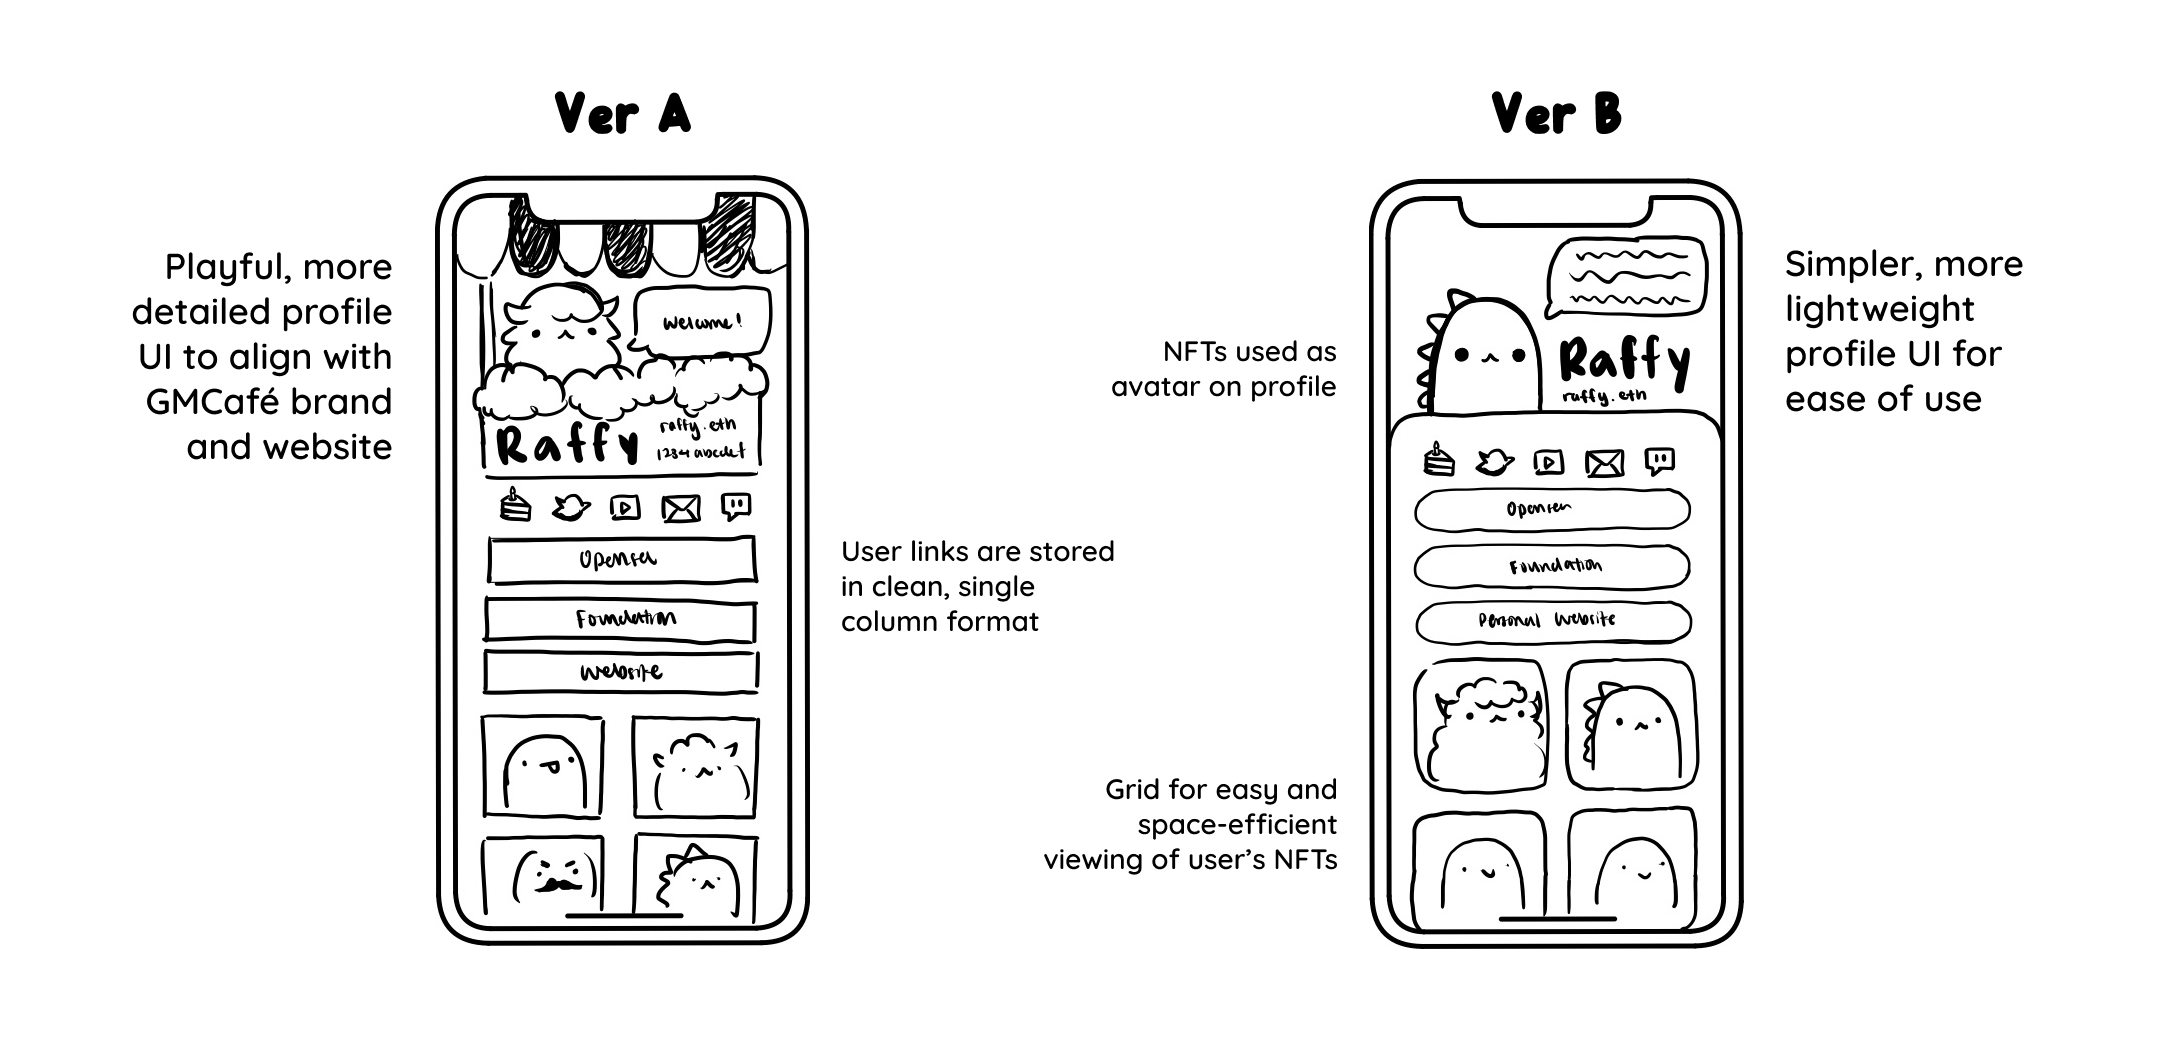 Ver A
Playful, more
detailed profile
UI to align with
GMCafé brand
and website
Welcome!
Raffy
raffy.eth
1234 abcdef
Opensea
Foundation
Website
User links are stored
in clean, single
column format
Ver B
NFTs used as
avatar on profile
Grid for easy and
space-efficient
viewing of user's NFTs
Raffy
raffy.eth
Opensea
Foundation
Personal Website
Simpler, more
lightweight
profile UI for
ease of use